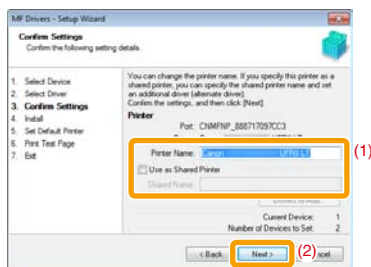 MF Drivers - Setup Wizard
Confirm Settings
Confirm the following setting details.
1. Select Device
2. Select Driver
3. Confirm Settings
4. Install
5. Set Default Printer
6. Print Test Page
7. Exit
You can change the printer name. If you specify this printer as a
shared printer, you can specify the shared printer name and set
an additional driver (alternate driver).
Confirm the settings, and then click [Next].
Printer
Port: CNMFNP_888717097CC3
Printer Name: Canon UFRII LT
(1)
Use as Shared Printer
Shared Name:
Current Device: 1
Number of Devices to Set: 2
< Back
Next >
(2)